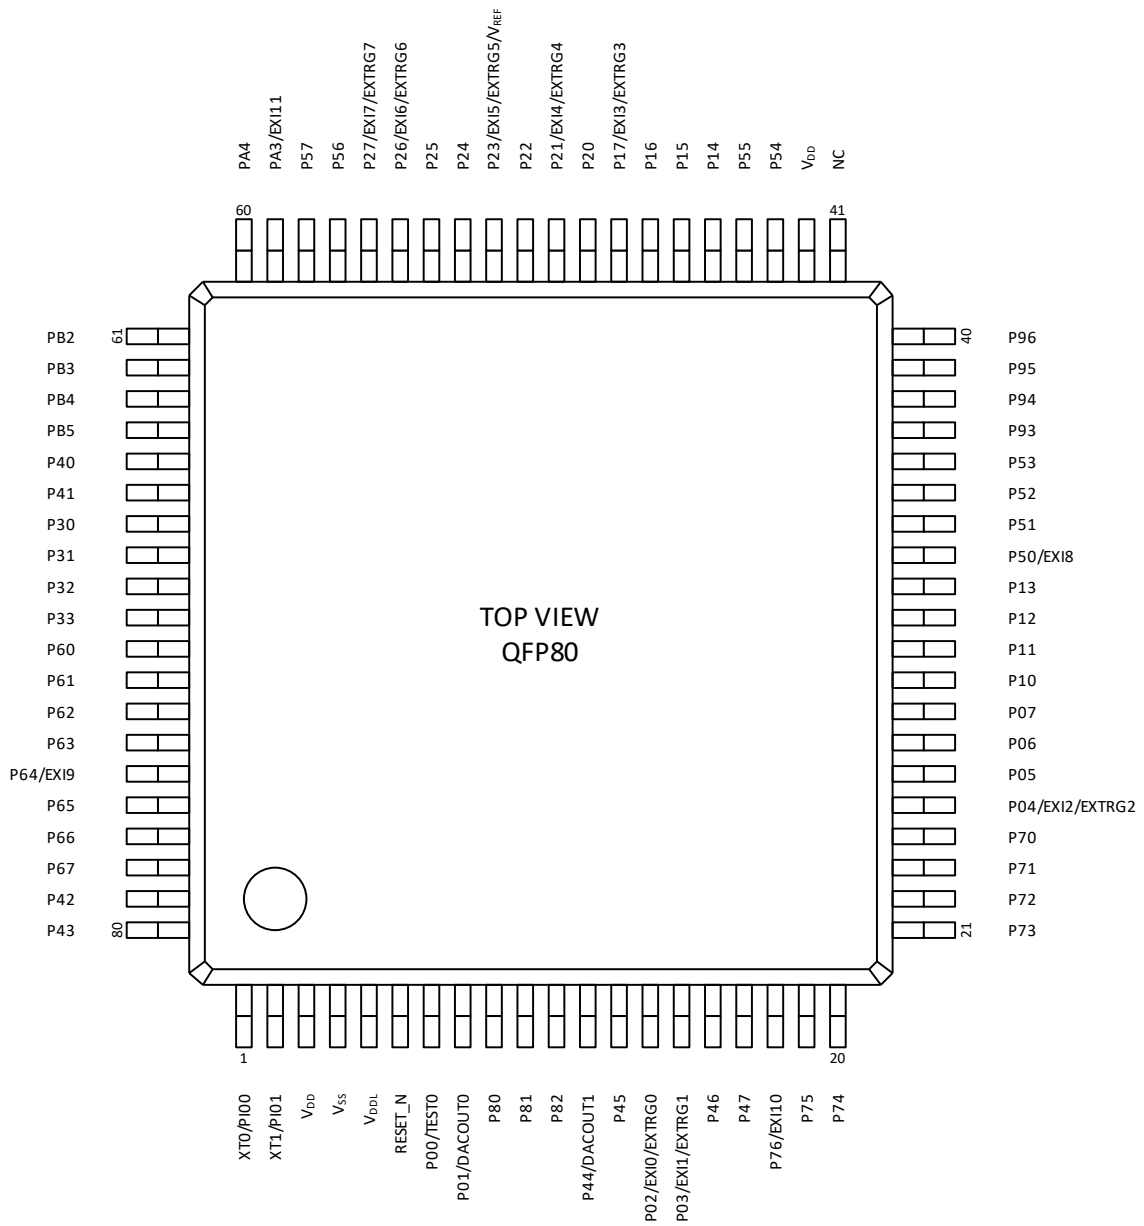 PA4
PA3/EXI11
P57
P56
P27/EXI7/EXTRG7
P26/EXI6/EXTRG6
P25
P24
P23/EXI5/EXTRG5/VREF
P22
P21/EXI4/EXTRG4
P20
P17/EXI3/EXTRG3
P16
P15
P14
P55
P54
VDD
NC
60
41
PB2
61
PB3
PB4
PB5
P40
P41
P30
P31
P32
P33
P60
P61
P62
P63
P64/EXI9
P65
P66
P67
P42
P43
80
TOP VIEW
QFP80
40
P96
P95
P94
P93
P53
P52
P51
P50/EXI8
P13
P12
P11
P10
P07
P06
P05
P04/EXI2/EXTRG2
P70
P71
P72
21
P73
1
20
XT0/PI00
XT1/PI01
VDD
VSS
VDDL
RESET_N
P00/TEST0
P01/DACOUT0
P80
P81
P82
P44/DACOUT1
P45
P02/EXI0/EXTRG0
P03/EXI1/EXTRG1
P46
P47
P76/EXI10
P75
P74